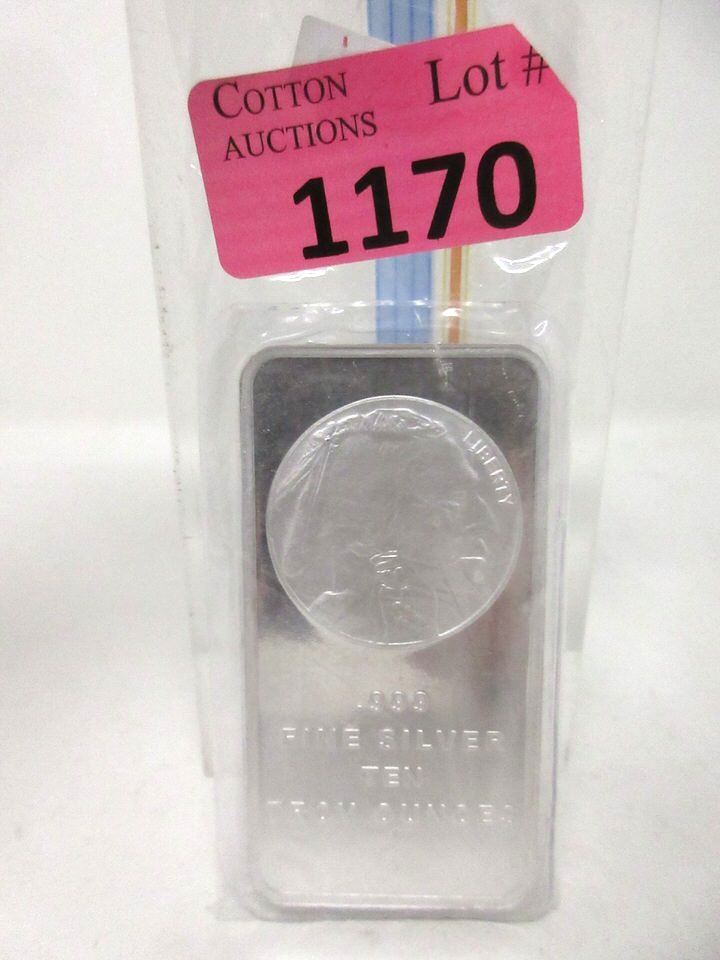 COTTON
AUCTIONS
Lot #
1170
LIBERTY
.999
FINE SILVER
TEN
TROY OUNCES